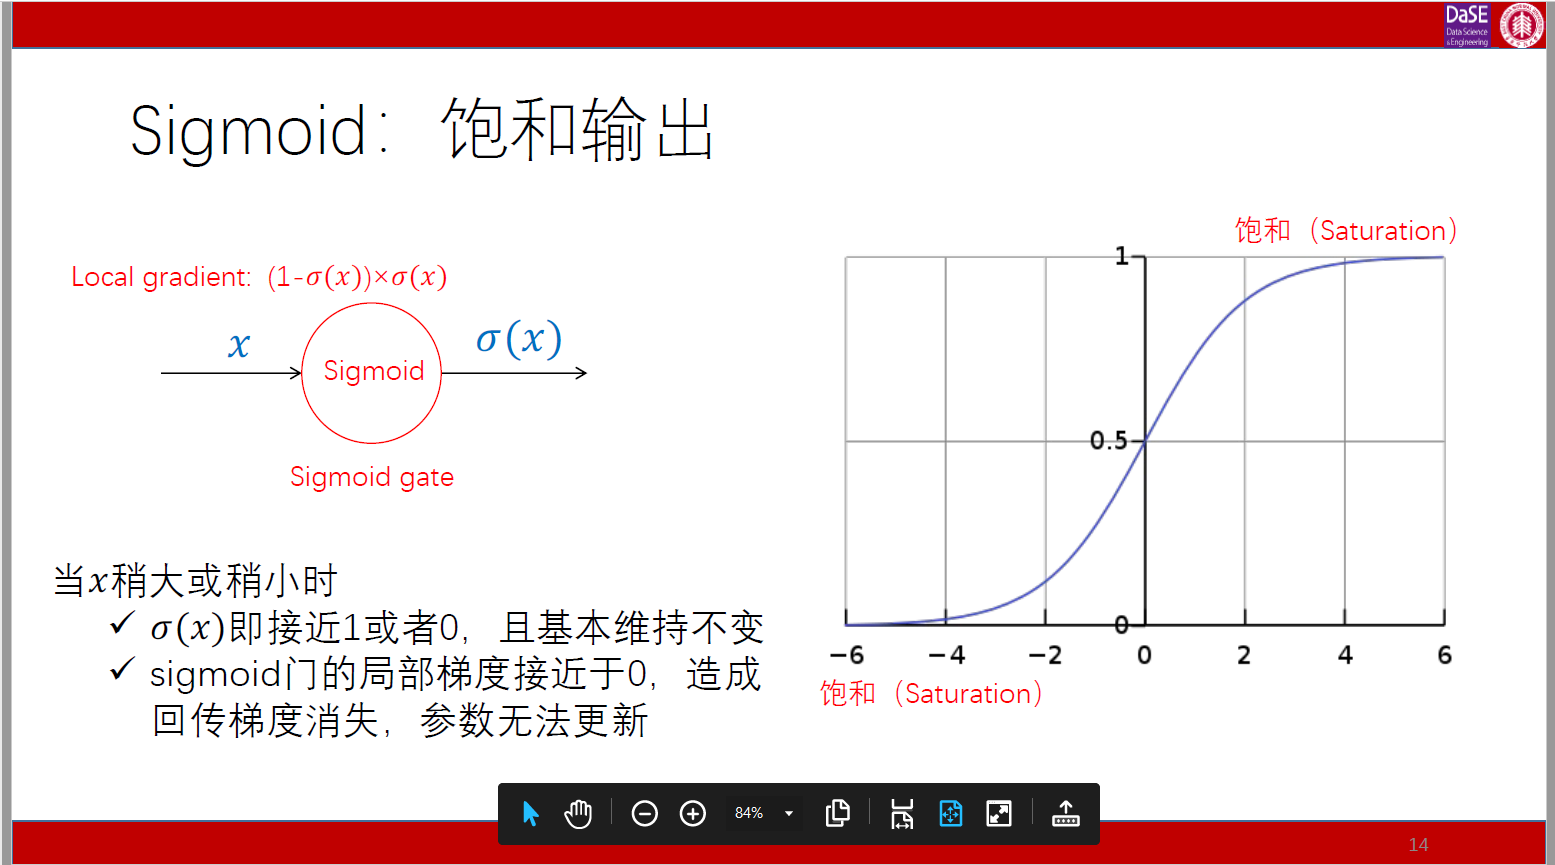 DaSE
Data Science
& Engineering
Sigmoid：饱和输出
Local gradient: (1-σ(x))×σ(x)
x
σ(x)
Sigmoid
Sigmoid gate
当x稍大或稍小时
✓ σ(x)即接近1或者0，且基本维持不变
✓ sigmoid门的局部梯度接近于0，造成
回传梯度消失，参数无法更新
饱和（Saturation）
1
0.5
0
−6 −4 −2 0 2 4 6
饱和（Saturation）
84%
14